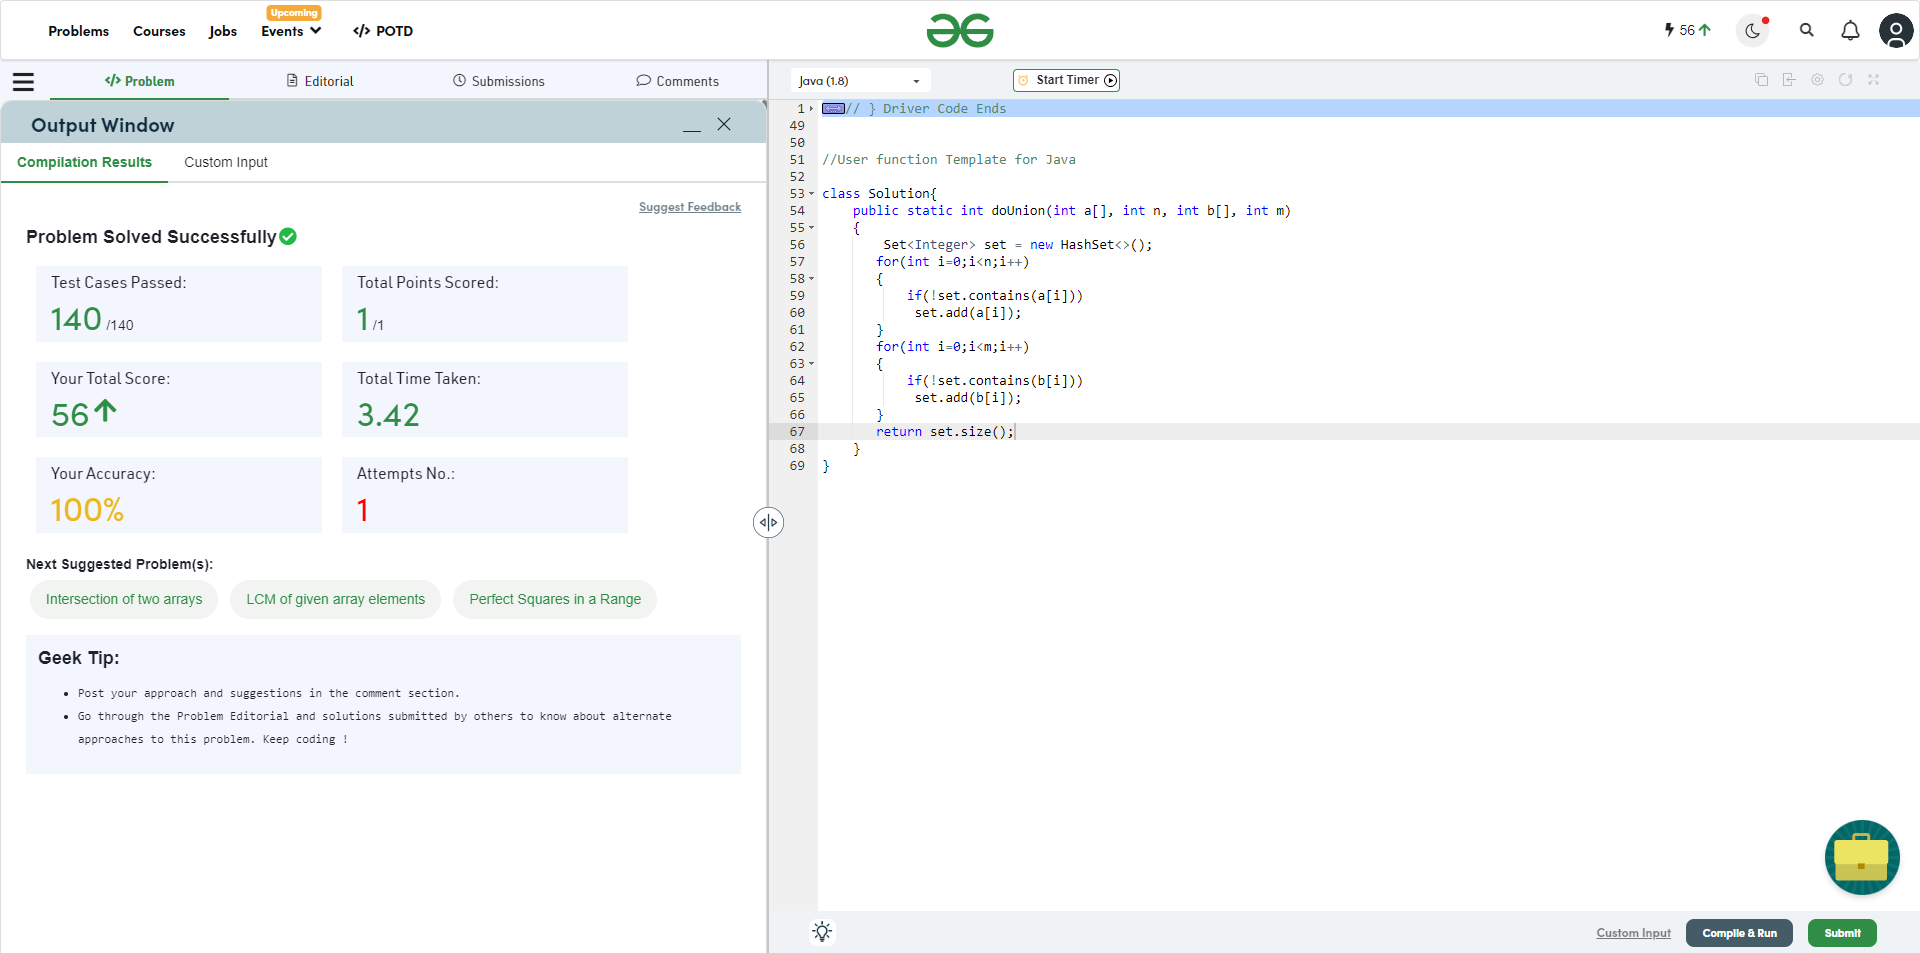 Problems Courses Jobs Upcoming Events </> POTD
56
</> Problem Editorial Submissions Comments
Output Window
Compilation Results Custom Input
Suggest Feedback
Problem Solved Successfully
Test Cases Passed:
140 /140
Total Points Scored:
1 /1
Your Total Score:
56
Total Time Taken:
3.42
Your Accuracy:
100%
Attempts No.:
1
Next Suggested Problem(s):
Intersection of two arrays LCM of given array elements Perfect Squares in a Range
Geek Tip:
• Post your approach and suggestions in the comment section.
• Go through the Problem Editorial and solutions submitted by others to know about alternate
approaches to this problem. Keep coding !
Java (1.8) Start Timer
1 // } Driver Code Ends
49
50
51 //User function Template for Java
52
53 class Solution{
54     public static int doUnion(int a[], int n, int b[], int m)
55     {
56         Set<Integer> set = new HashSet<>();
57        for(int i=0;i<n;i++)
58        {
59            if(!set.contains(a[i]))
60             set.add(a[i]);
61        }
62        for(int i=0;i<m;i++)
63        {
64            if(!set.contains(b[i]))
65             set.add(b[i]);
66        }
67        return set.size();
68     }
69 }
Custom Input Compile & Run Submit